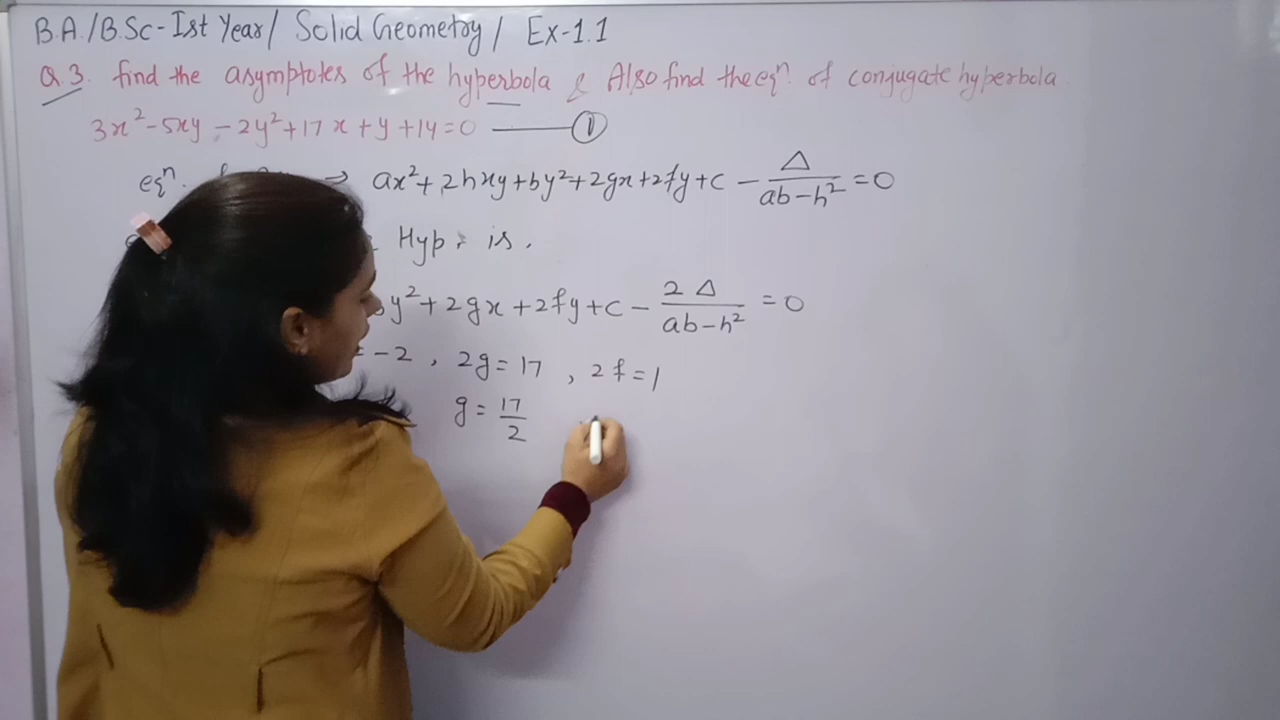 B.A./B.Sc-Ist Year/ Solid Geometry/ Ex-1.1
Q.3. find the asymptotes of the hyperbola & Also find the eqⁿ. of conjugate hyperbola
3x²-5xy-2y²+17x+y+14=0 ——— ①
eqⁿ. → ax²+2hxy+by²+2gx+2fy+c - Δ/(ab-h²) =0
Hyp. is.
y²+2gx+2fy+c - 2Δ/(ab-h²) =0
= -2, 2g=17, 2f=1
g= 17/2